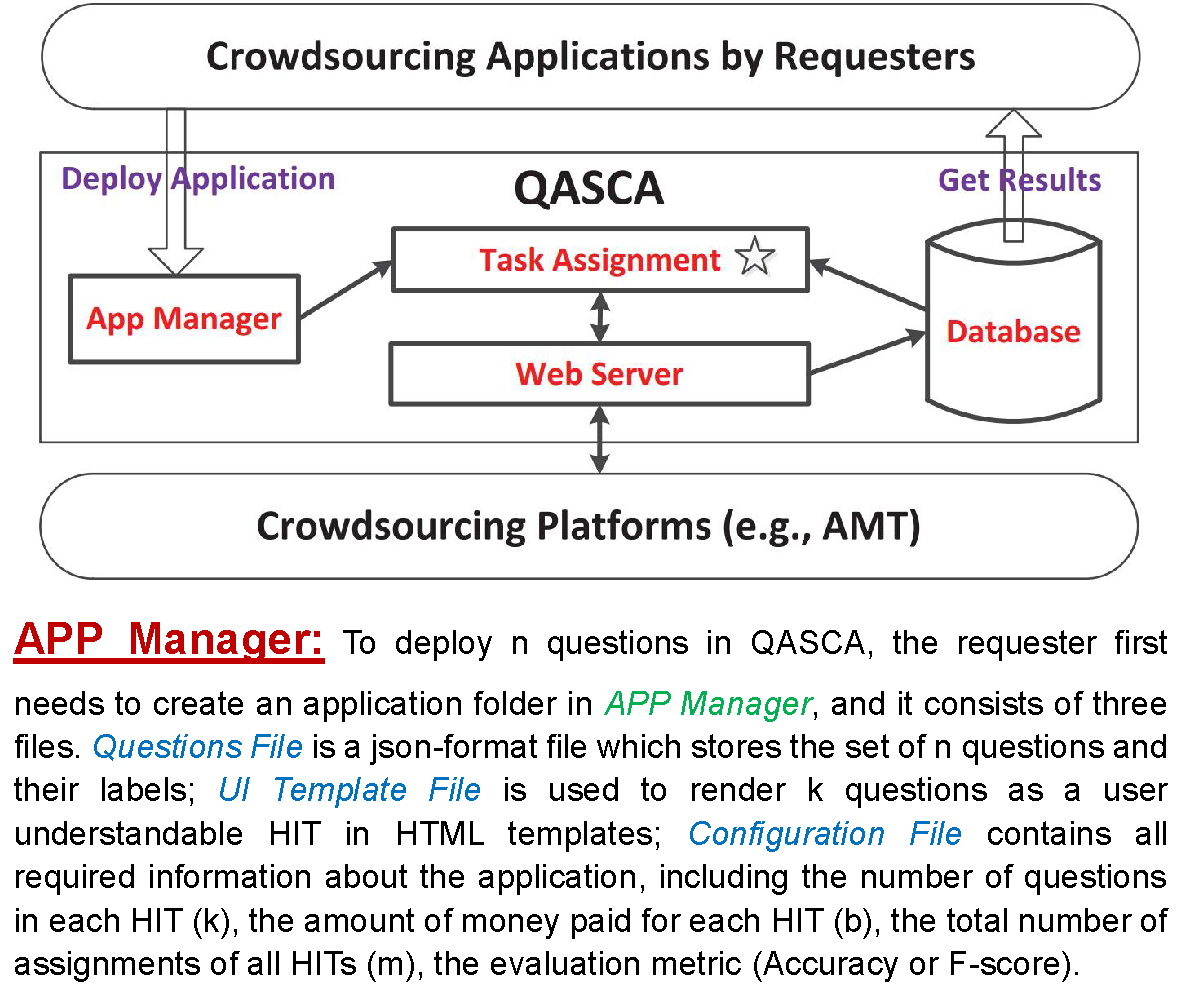 Crowdsourcing Applications by Requesters
Deploy Application
QASCA
Get Results
Task Assignment
App Manager
Database
Web Server
Crowdsourcing Platforms (e.g., AMT)
APP Manager: To deploy n questions in QASCA, the requester first
needs to create an application folder in APP Manager, and it consists of three
files. Questions File is a json-format file which stores the set of n questions and
their labels; UI Template File is used to render k questions as a user
understandable HIT in HTML templates; Configuration File contains all
required information about the application, including the number of questions
in each HIT (k), the amount of money paid for each HIT (b), the total number of
assignments of all HITs (m), the evaluation metric (Accuracy or F-score).